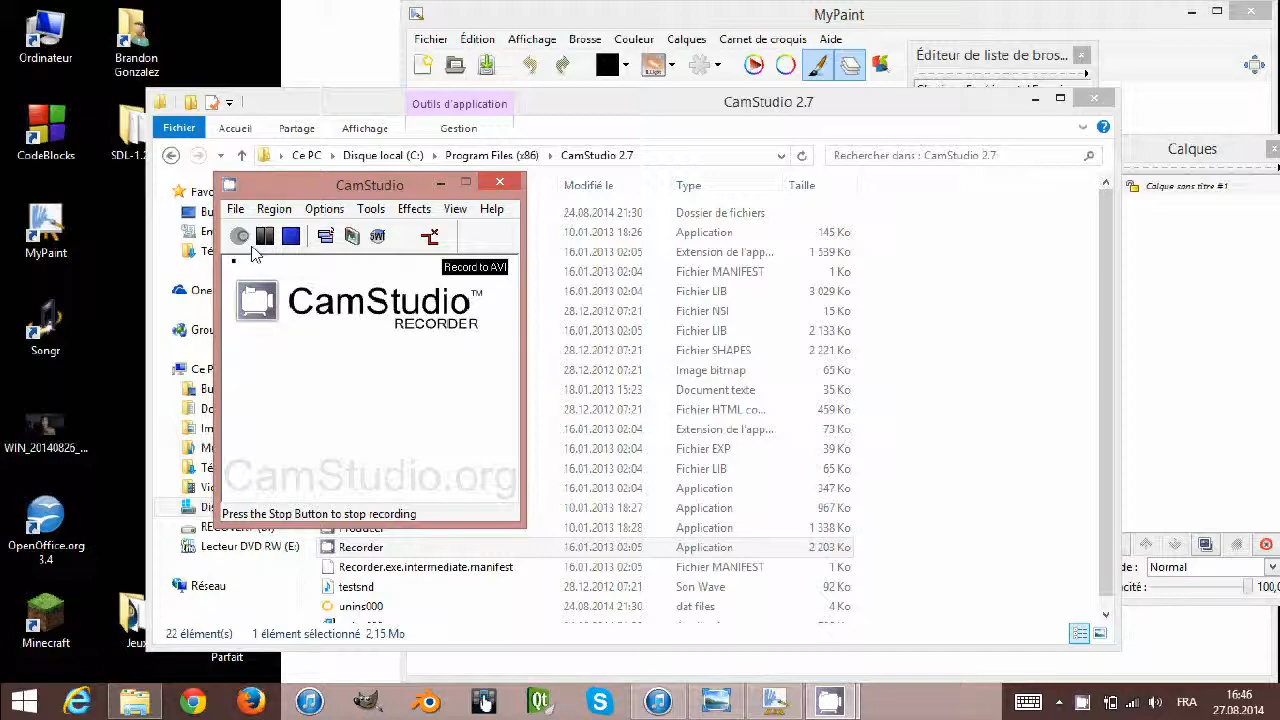 Ordinateur
Brandon
Gonzalez
CodeBlocks
SDL-1.2
MyPaint
Songr
WIN_20140826_...
OpenOffice.org
3.4
Minecraft
Jeux
Parfait
MyPaint
Fichier Édition Affichage Brosse Couleur Calques Carnet de croquis Aide
Éditeur de liste de bros...
Calques
Calque sans titre #1
Normal
100,0
Outils d'application
CamStudio 2.7
Fichier Accueil Partage Affichage Gestion
Ce PC Disque local (C:) Program Files (x86) CamStudio 2.7
Rechercher dans : CamStudio 2.7
Modifié le Type Taille
24.08.2014 21:30 Dossier de fichiers
10.01.2013 18:26 Application 145 Ko
16.01.2013 02:05 Extension de l'app... 1 539 Ko
16.01.2013 02:04 Fichier MANIFEST 1 Ko
16.01.2013 02:04 Fichier LIB 3 029 Ko
28.12.2012 07:21 Fichier NSI 15 Ko
16.01.2013 02:05 Fichier LIB 2 133 Ko
28.12.2012 07:21 Fichier SHAPES 2 221 Ko
28.12.2012 07:21 Image bitmap 65 Ko
18.01.2013 15:23 Document texte 35 Ko
28.12.2012 07:21 Fichier HTML co... 459 Ko
16.01.2013 02:04 Extension de l'app... 73 Ko
16.01.2013 02:04 Fichier EXP 39 Ko
16.01.2013 02:04 Fichier LIB 65 Ko
16.01.2013 02:04 Application 347 Ko
10.01.2013 18:27 Application 967 Ko
10.01.2013 18:28 Application 1 338 Ko
Recorder 16.01.2013 02:05 Application 2 203 Ko
Recorder.exe.intermediate.manifest 16.01.2013 02:04 Fichier MANIFEST 1 Ko
testsnd 28.12.2012 07:21 Son Wave 92 Ko
unins000 24.08.2014 21:30 dat files 4 Ko
Lecteur DVD RW (E:)
Réseau
22 élément(s) 1 élément sélectionné 2,15 Mo
CamStudio
File Region Options Tools Effects View Help
Record to AVI
CamStudio™
RECORDER
CamStudio.org
Press the Stop Button to stop recording
FRA
16:46
27.08.2014